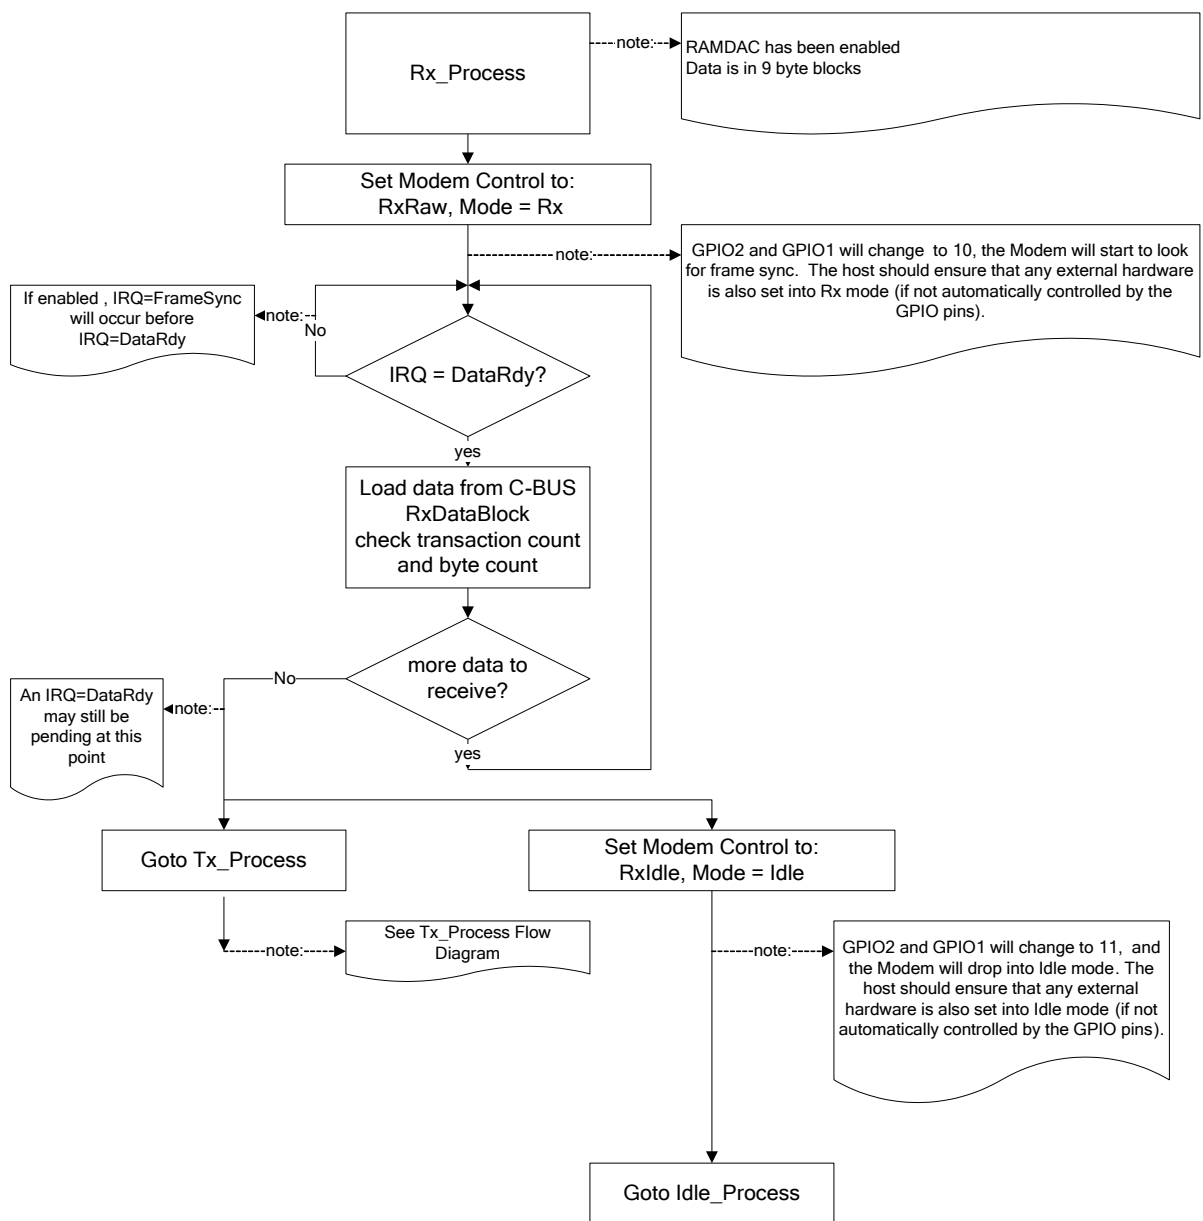 Rx_Process
note:
RAMDAC has been enabled
Data is in 9 byte blocks
Set Modem Control to:
RxRaw, Mode = Rx
note:
GPIO2 and GPIO1 will change to 10, the Modem will start to look
for frame sync. The host should ensure that any external hardware
is also set into Rx mode (if not automatically controlled by the
GPIO pins).
If enabled , IRQ=FrameSync
will occur before
IRQ=DataRdy
note:
No
IRQ = DataRdy?
yes
Load data from C-BUS
RxDataBlock
check transaction count
and byte count
more data to
receive?
No
An IRQ=DataRdy
may still be
pending at this
point
note:
yes
Goto Tx_Process
Set Modem Control to:
RxIdle, Mode = Idle
note:
See Tx_Process Flow
Diagram
note:
GPIO2 and GPIO1 will change to 11, and
the Modem will drop into Idle mode. The
host should ensure that any external
hardware is also set into Idle mode (if not
automatically controlled by the GPIO pins).
Goto Idle_Process